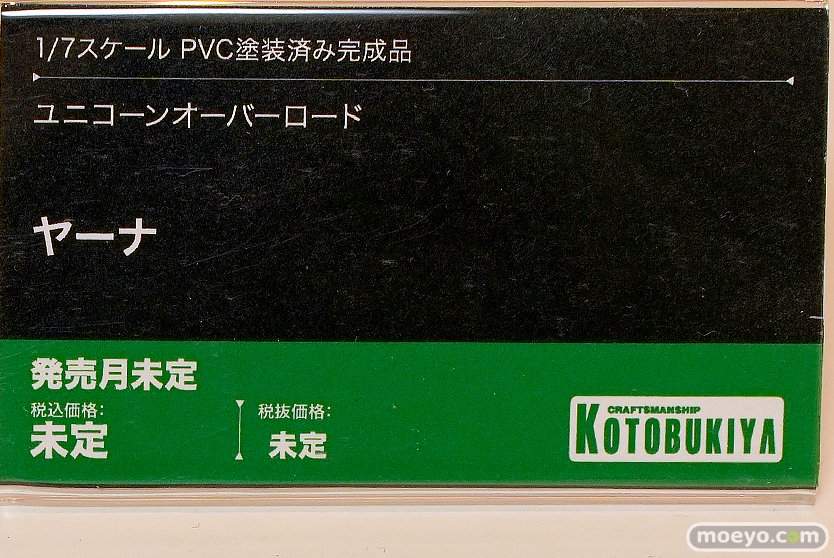 1/7スケール PVC塗装済み完成品
ユニコーンオーバーロード
ヤーナ
発売月未定
税込価格:
未定
税抜価格:
未定
CRAFTSMANSHIP
KOTOBUKIYA
moeyo.com